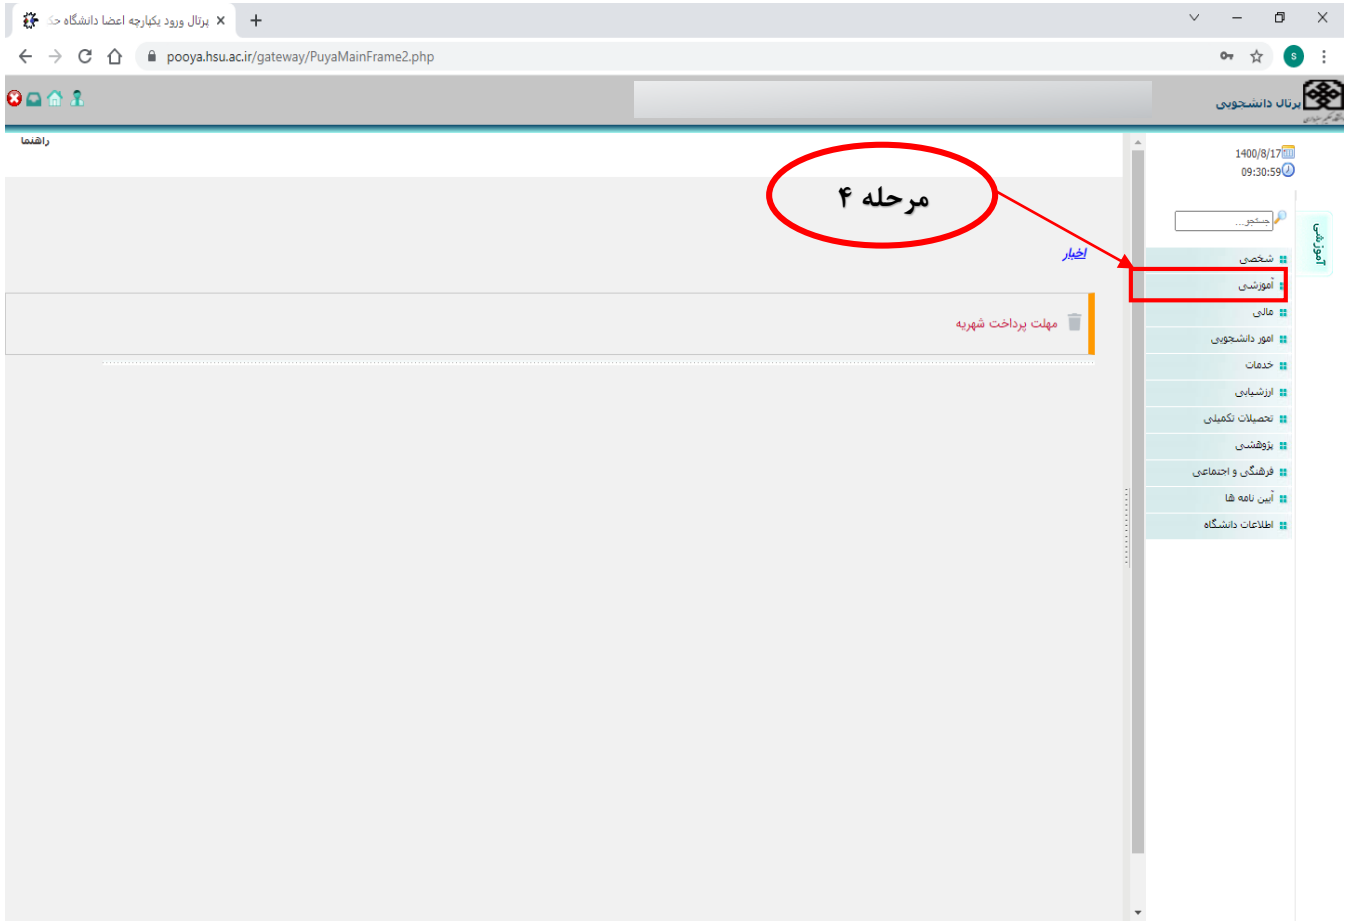 پرتال ورود یکپارچه اعضا دانشگاه حک
pooya.hsu.ac.ir/gateway/PuyaMainFrame2.php
s
پرتال دانشجویی
راهنما
1400/8/17
09:30:59
جستجو...
آموزشی
مرحله ۴
اخبار
مهلت پرداخت شهریه
شخصی
آموزشی
مالی
امور دانشجویی
خدمات
ارزشیابی
تحصیلات تکمیلی
پژوهشی
فرهنگی و اجتماعی
آیین نامه ها
اطلاعات دانشگاه